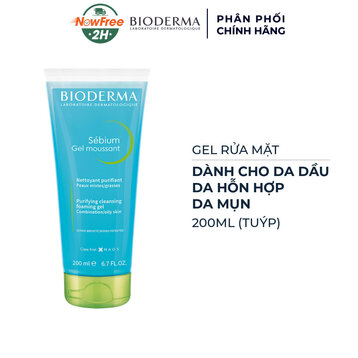 NowFree
2H
BIODERMA
LABORATOIRE DERMATOLOGIQUE
PHÂN PHỐI
CHÍNH HÃNG
BIODERMA
LABORATOIRE DERMATOLOGIQUE
Sébium
Gel moussant
Nettoyant purifiant
Peaux mixtes/grasses
Purifying cleansing
foaming gel
Combination/oily skin
200 ml ℮ 6.7 FL.OZ.
GEL RỬA MẶT
DÀNH CHO DA DẦU
DA HỖN HỢP
DA MỤN
200ML (TUÝP)